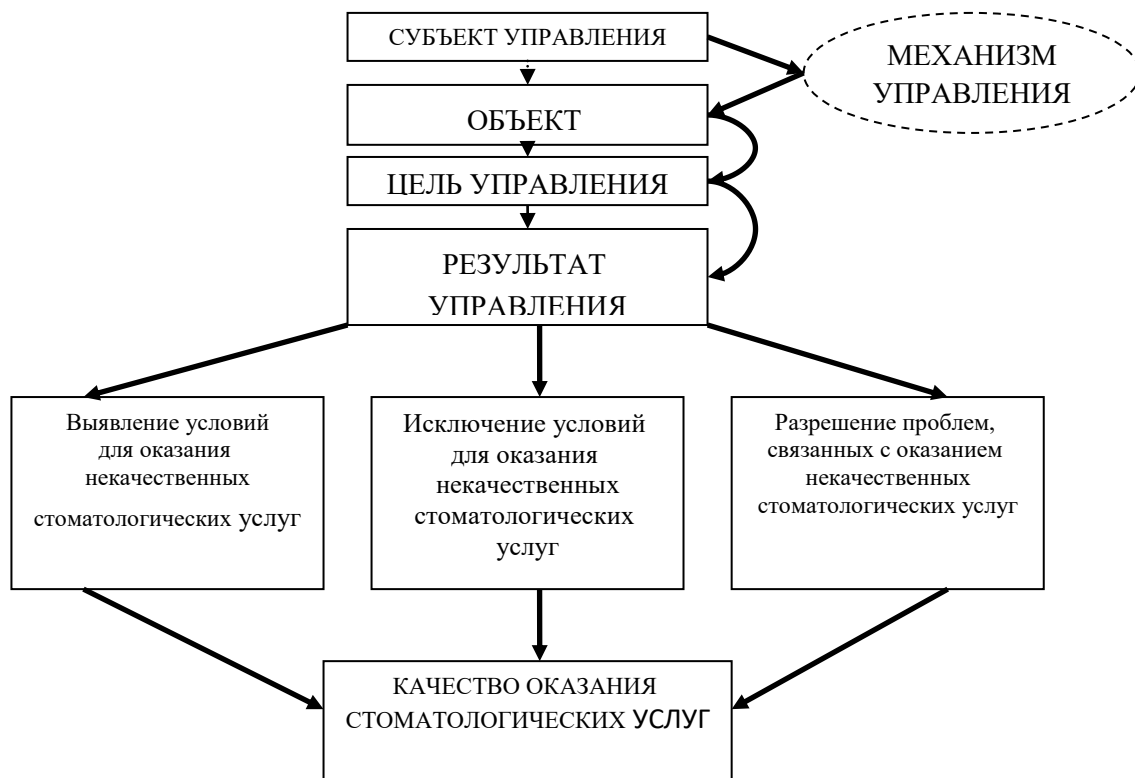 СУБЪЕКТ УПРАВЛЕНИЯ
МЕХАНИЗМ
УПРАВЛЕНИЯ
ОБЪЕКТ
ЦЕЛЬ УПРАВЛЕНИЯ
РЕЗУЛЬТАТ
УПРАВЛЕНИЯ
Выявление условий
для оказания
некачественных
стоматологических услуг
Исключение условий
для оказания
некачественных
стоматологических
услуг
Разрешение проблем,
связанных с оказанием
некачественных
стоматологических услуг
КАЧЕСТВО ОКАЗАНИЯ
СТОМАТОЛОГИЧЕСКИХ УСЛУГ